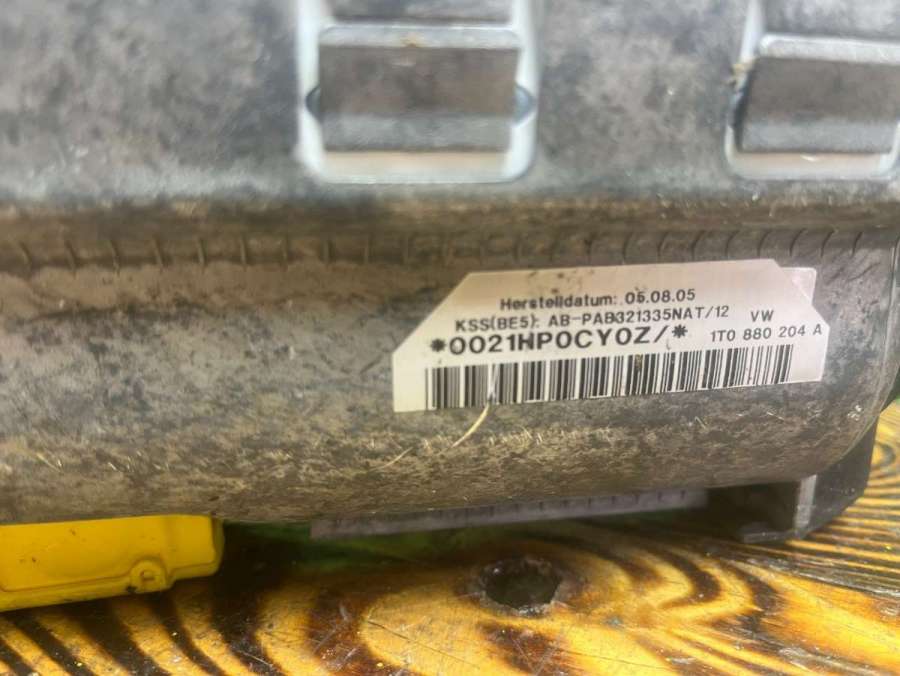 Herstelldatum: 05.08.05
KSS(BE5): AB-PAB321335NAT/12 VW
*0021HP0CY0Z/* 1T0 880 204 A